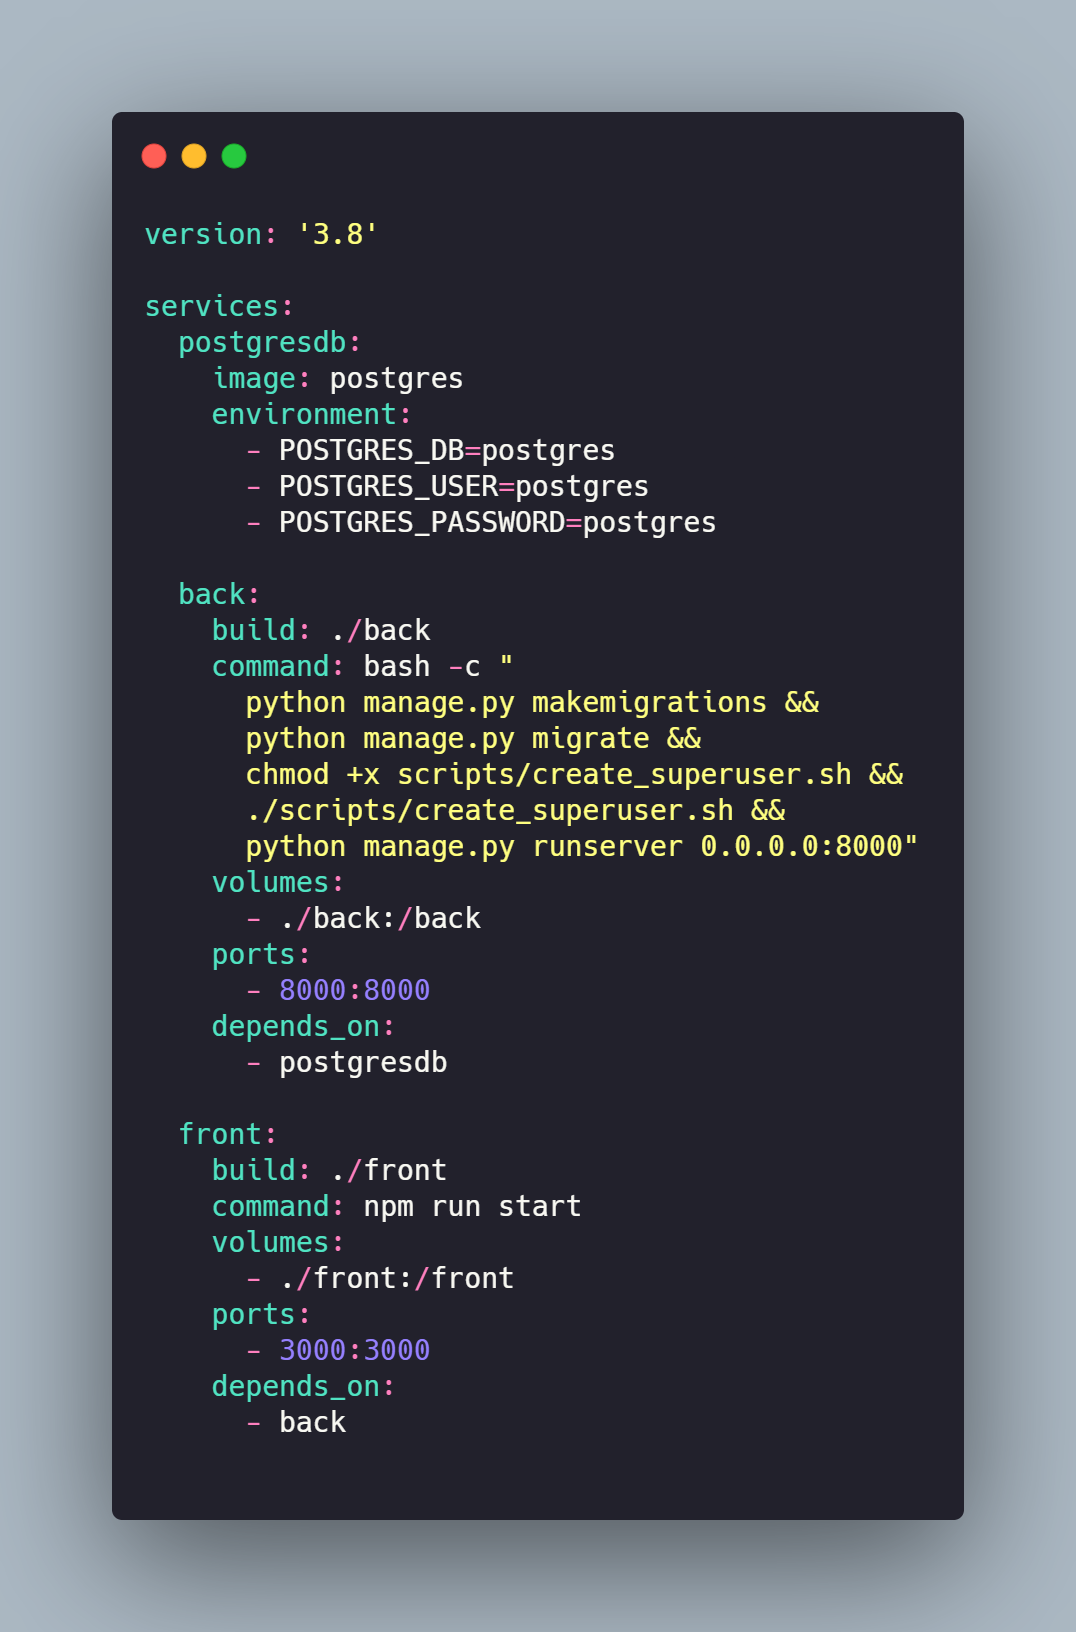 version: '3.8'

services:
  postgresdb:
    image: postgres
    environment:
      - POSTGRES_DB=postgres
      - POSTGRES_USER=postgres
      - POSTGRES_PASSWORD=postgres

  back:
    build: ./back
    command: bash -c "
      python manage.py makemigrations &&
      python manage.py migrate &&
      chmod +x scripts/create_superuser.sh &&
      ./scripts/create_superuser.sh &&
      python manage.py runserver 0.0.0.0:8000"
    volumes:
      - ./back:/back
    ports:
      - 8000:8000
    depends_on:
      - postgresdb

  front:
    build: ./front
    command: npm run start
    volumes:
      - ./front:/front
    ports:
      - 3000:3000
    depends_on:
      - back